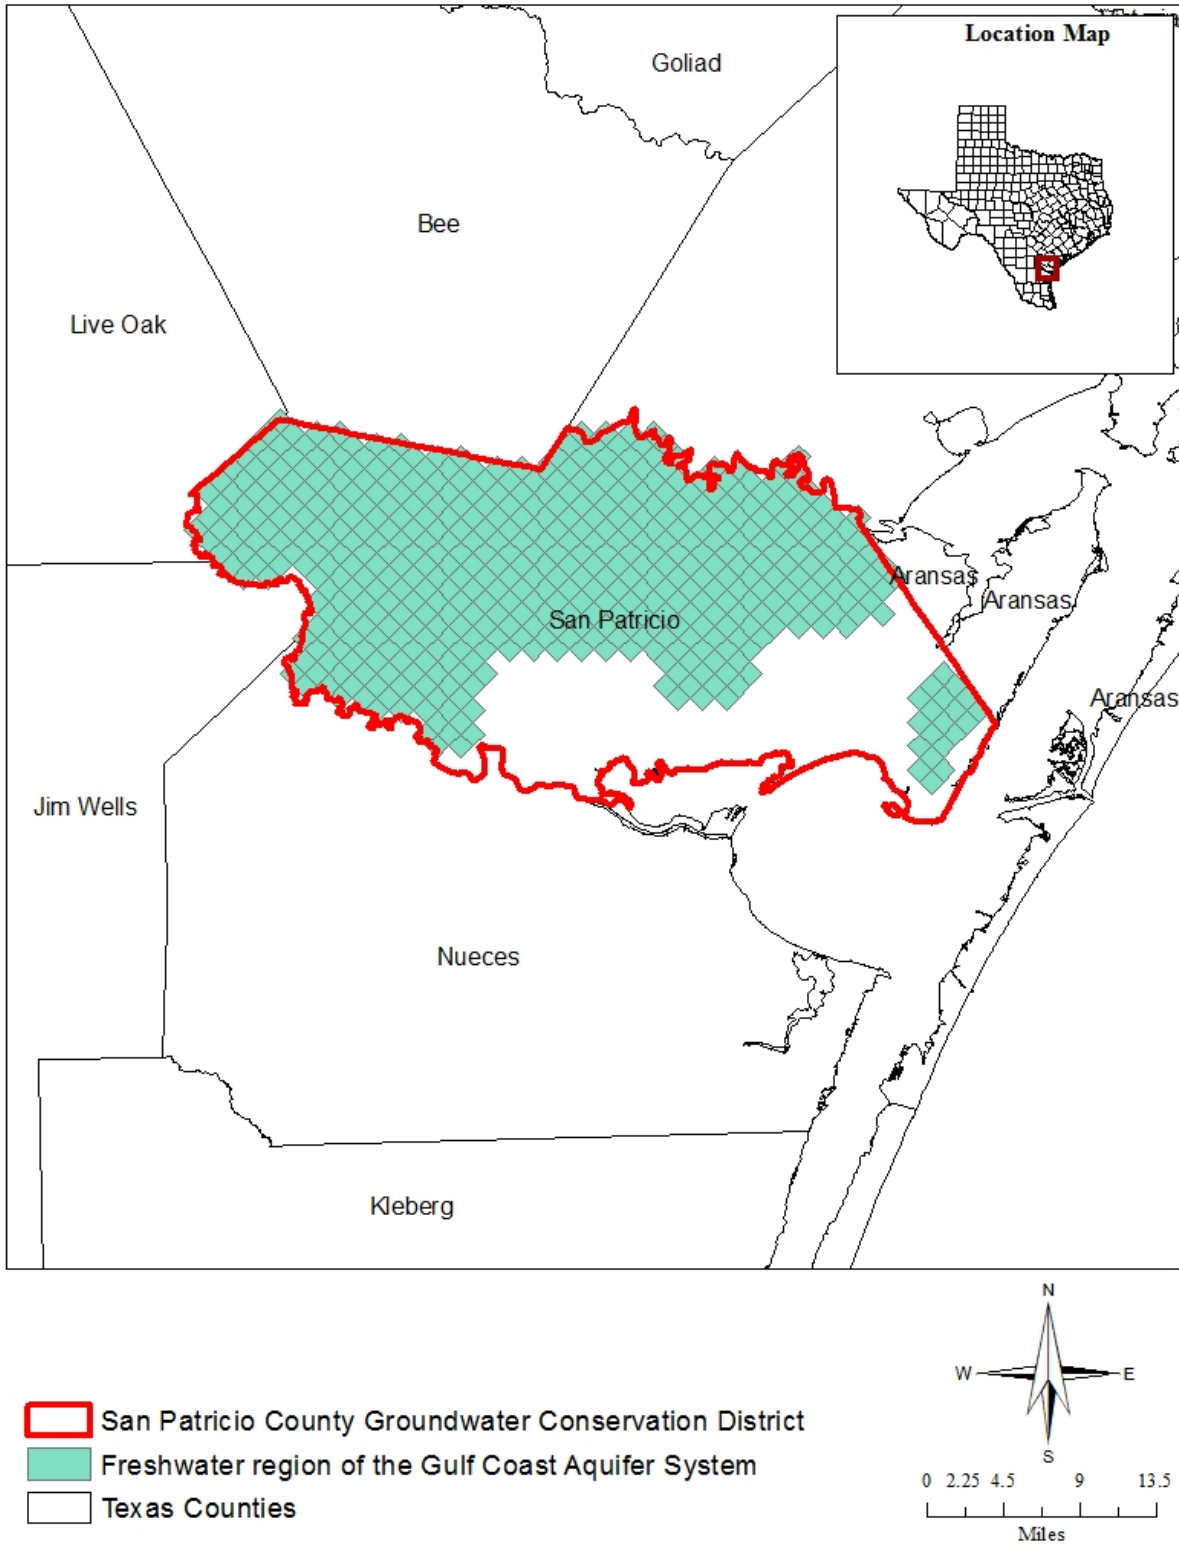 Location Map
Goliad
Bee
Live Oak
Aransas
Aransas
San Patricio
Aransas
Jim Wells
Nueces
Kleberg
N
W E
S
San Patricio County Groundwater Conservation District
Freshwater region of the Gulf Coast Aquifer System
Texas Counties
0 2.25 4.5 9 13.5
Miles